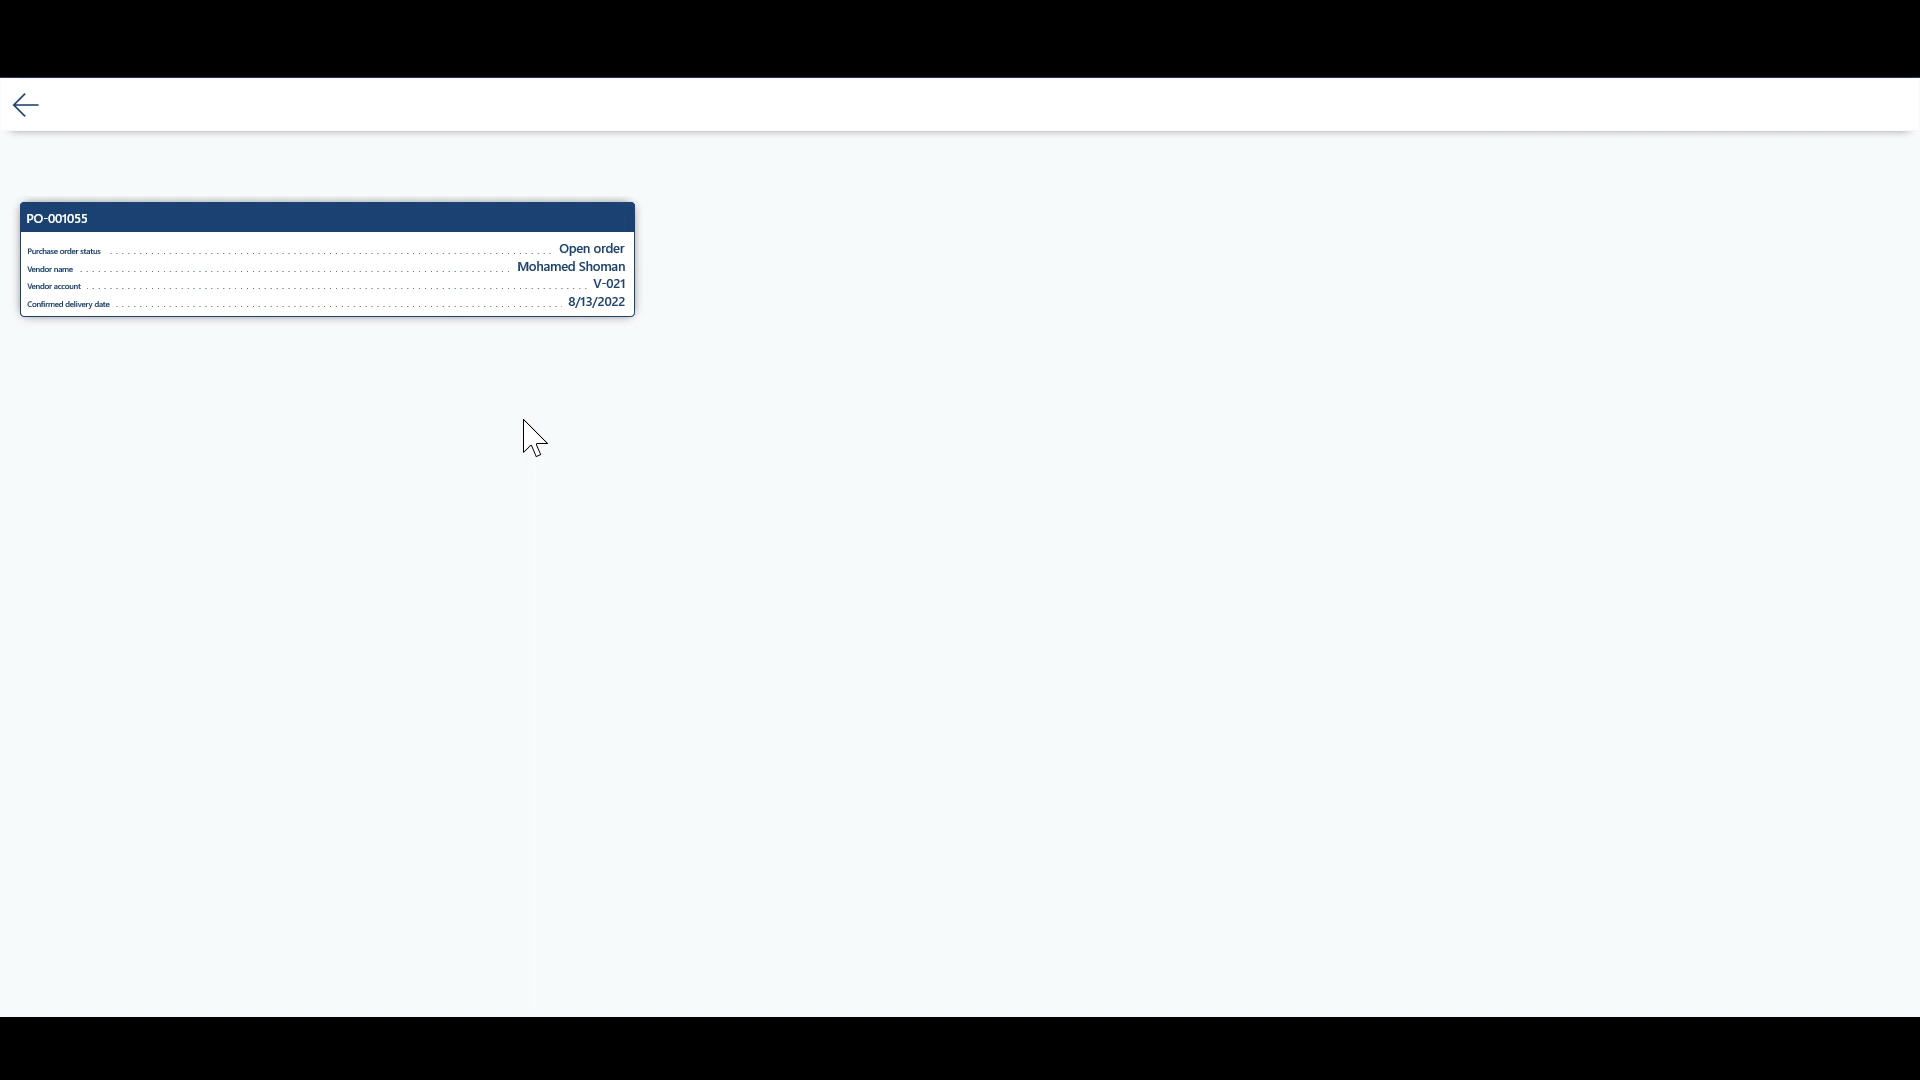 PO-001055
Purchase order status Open order
Vendor name Mohamed Shoman
Vendor account V-021
Confirmed delivery date 8/13/2022